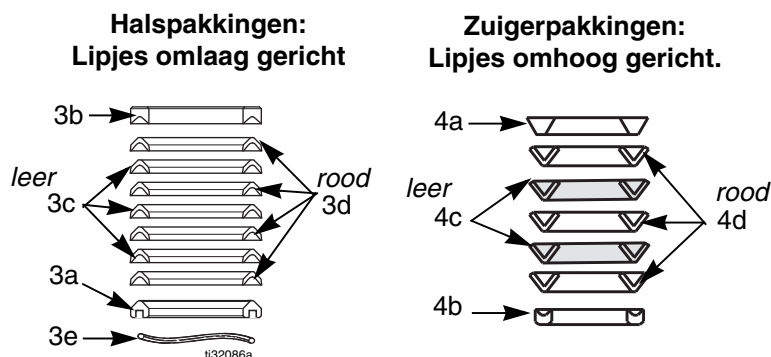 Halspakkingen:
Lipjes omlaag gericht
3b
leer
3c
rood
3d
3a
3e
ti32086a
Zuigerpakkingen:
Lipjes omhoog gericht.
4a
leer
4c
rood
4d
4b